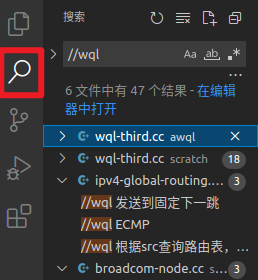 搜索
//wql
Aa
ab
.*
6 文件中有 47 个结果 - 在编辑器中打开
wql-third.cc awql
wql-third.cc scratch 18
ipv4-global-routing.... 3
//wql 发送到固定下一跳
//wql ECMP
//wql 根据src查询路由表，...
broadcom-node.cc s... 3